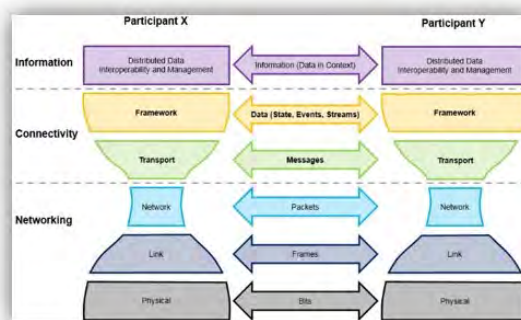 Participant X
Participant Y
Information
Distributed Data
Interoperability and Management
Information (Data in Context)
Distributed Data
Interoperability and Management
Framework
Data (State, Events, Streams)
Framework
Connectivity
Transport
Messages
Transport
Network
Packets
Network
Networking
Link
Frames
Link
Physical
Bits
Physical